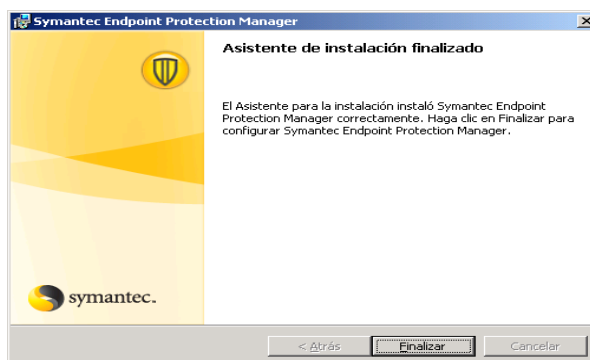 Symantec Endpoint Protection Manager
Asistente de instalación finalizado
El Asistente para la instalación instaló Symantec Endpoint
Protection Manager correctamente. Haga clic en Finalizar para
configurar Symantec Endpoint Protection Manager.
symantec.
< Atrás
Finalizar
Cancelar